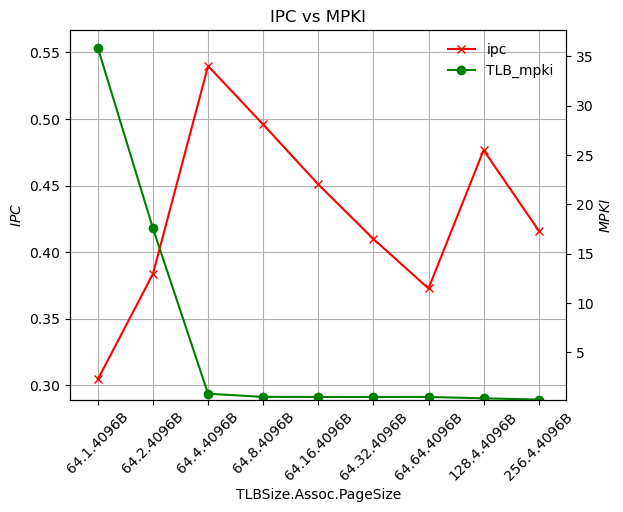 IPC vs MPKI
ipc
TLB_mpki
0.55
0.50
0.45
0.40
0.35
0.30
IPC
35
30
25
20
15
10
5
MPKI
64.1.4096B
64.2.4096B
64.4.4096B
64.8.4096B
64.16.4096B
64.32.4096B
64.64.4096B
128.4.4096B
256.4.4096B
TLBSize.Assoc.PageSize